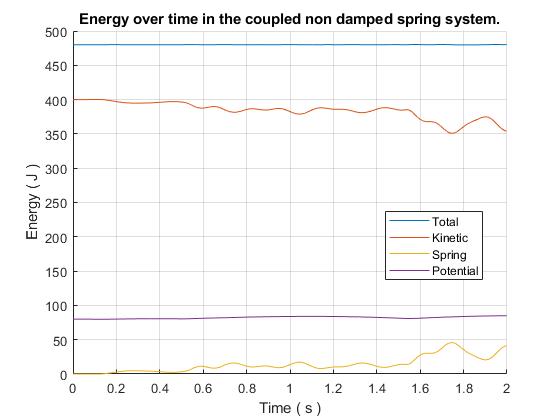 Energy over time in the coupled non damped spring system.
500
450
400
350
300
250
200
150
100
50
0
Energy ( J )
Total
Kinetic
Spring
Potential
0 0.2 0.4 0.6 0.8 1 1.2 1.4 1.6 1.8 2
Time ( s )